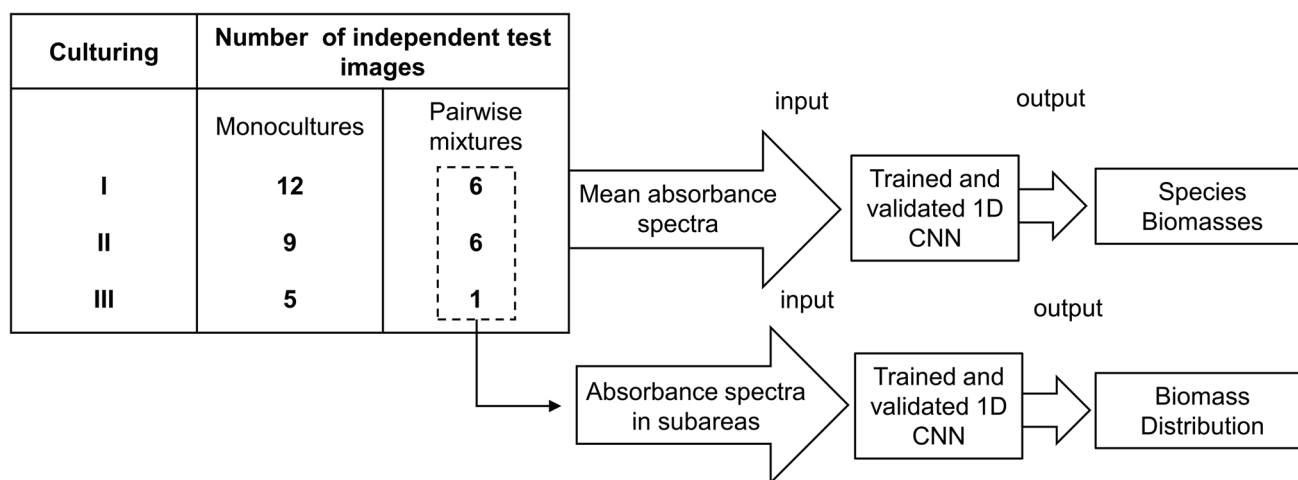 Culturing
Number of independent test
images
Monocultures
Pairwise
mixtures
I
12
6
II
9
6
III
5
1
input
output
Mean absorbance
spectra
Trained and
validated 1D
CNN
Species
Biomasses
input
output
Absorbance spectra
in subareas
Trained and
validated 1D
CNN
Biomass
Distribution